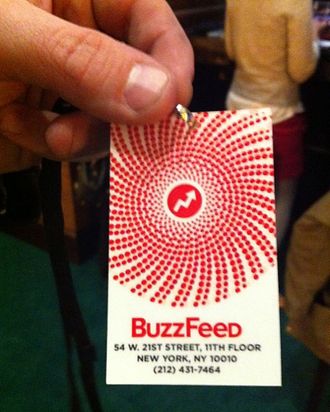 BUZZFEED
54 W. 21ST STREET, 11TH FLOOR
NEW YORK, NY 10010
(212) 431-7464